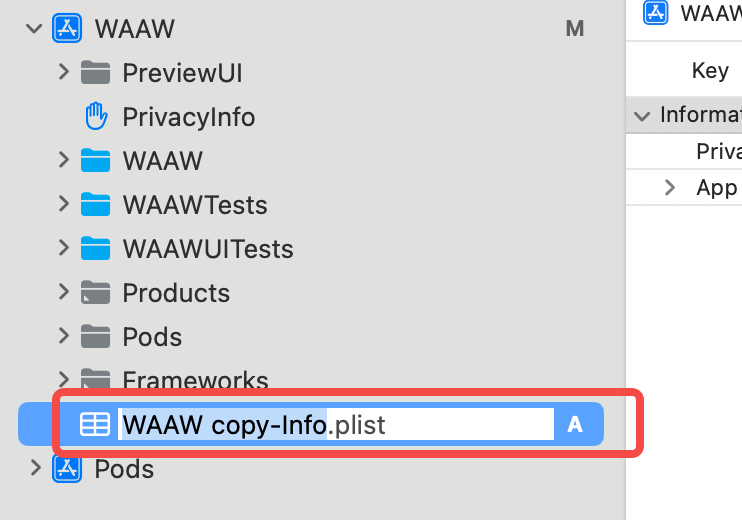 WAAW
M
PreviewUI
PrivacyInfo
WAAW
WAAWTests
WAAWUITests
Products
Pods
Frameworks
WAAW copy-Info.plist
A
Pods
WAAW
Key
Informat
Priva
App